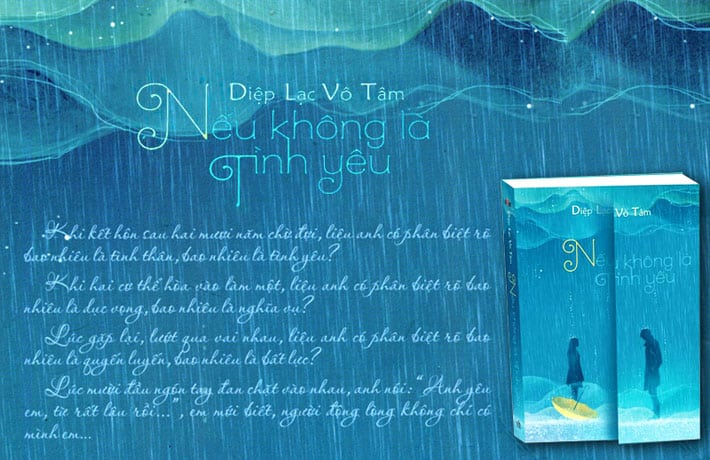 Diệp Lạc Vô Tâm
Nếu không là
Tình yêu
Khi kết hôn sau hai mươi năm chờ đợi, liệu anh có phân biệt rõ
bao nhiêu là tình thân, bao nhiêu là tình yêu?
Khi hai cơ thể hòa vào làm một, liệu anh có phân biệt rõ bao
nhiêu là dục vọng, bao nhiêu là nghĩa vụ?
Lúc gặp lại, lướt qua vai nhau, liệu anh có phân biệt rõ bao
nhiêu là quyến luyến, bao nhiêu là bất lực?
Lúc mười đầu ngón tay đan chặt vào nhau, anh nói: “Anh yêu
em, từ rất lâu rồi...”, em mới biết, người động lòng không chỉ có
mình em...
Diệp Lạc Vô Tâm
Nếu không là
Tình yêu